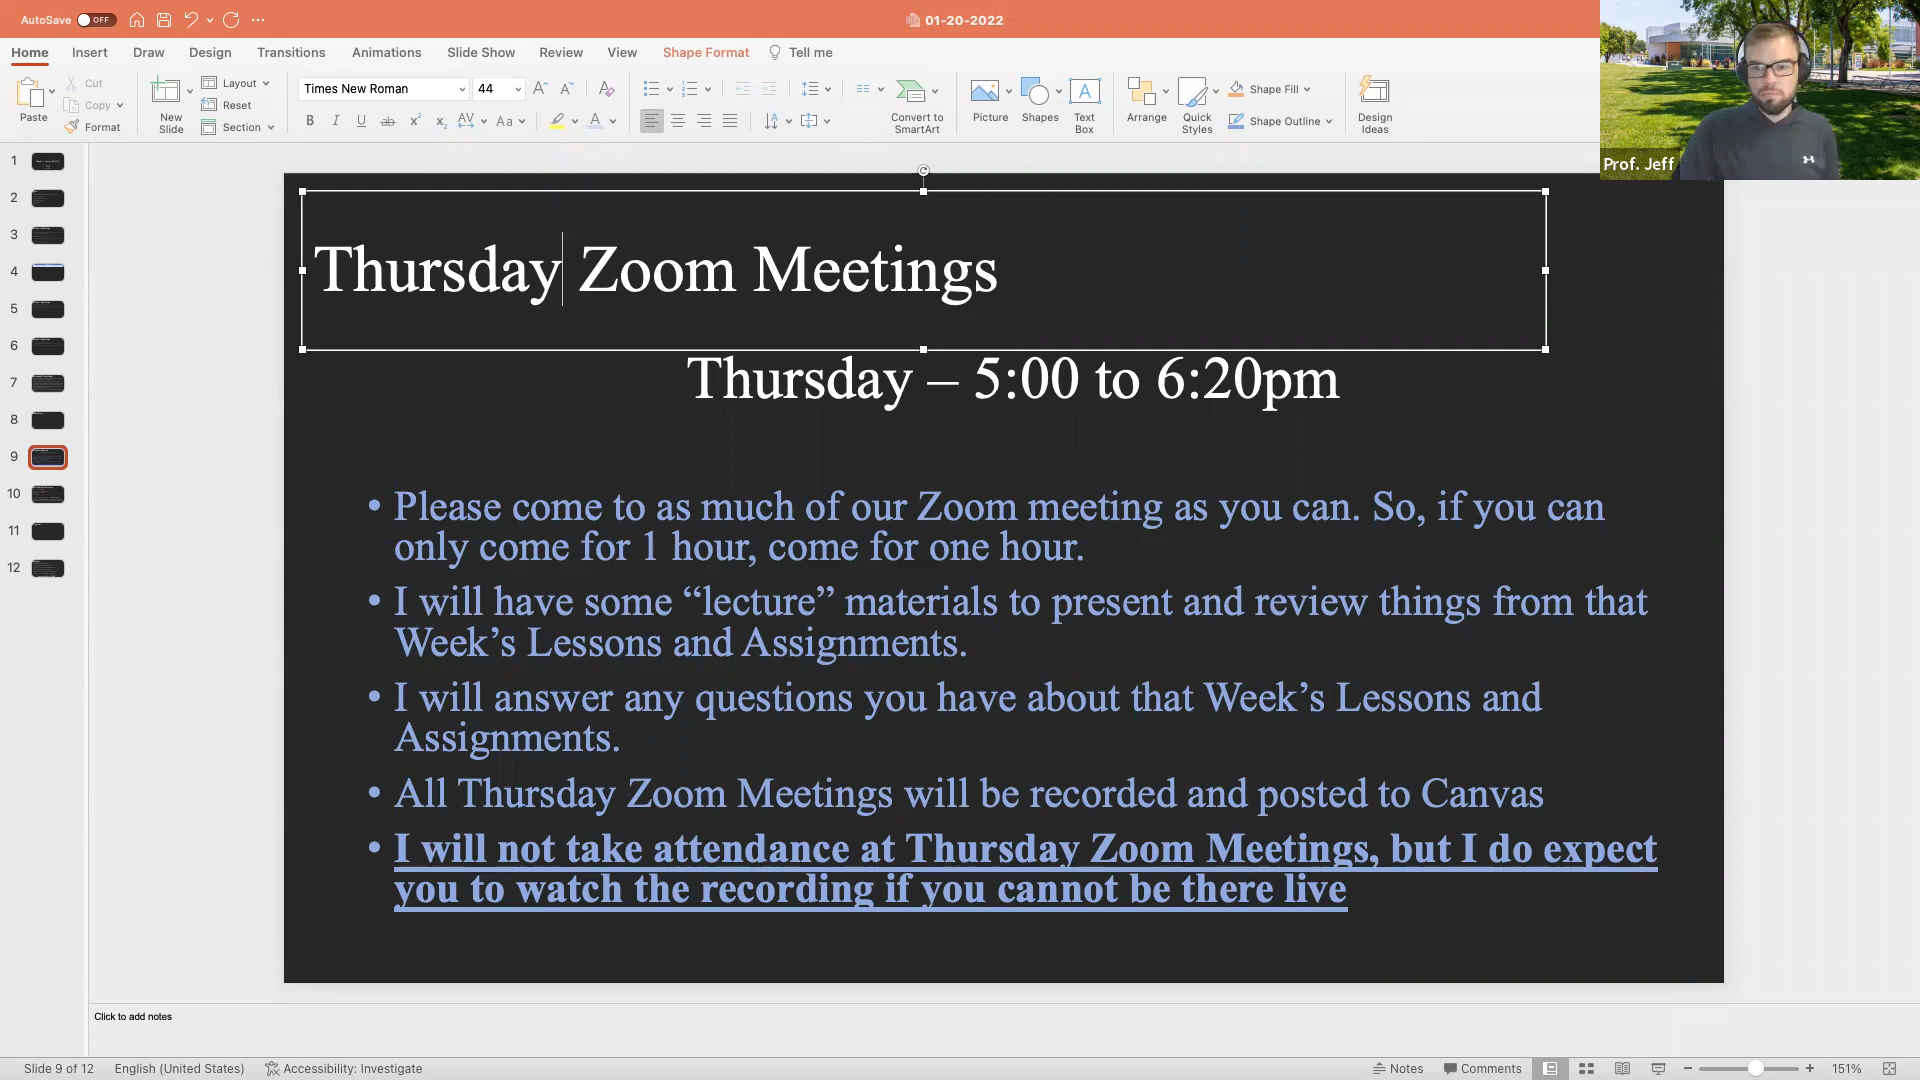 AutoSave OFF
01-20-2022
Home Insert Draw Design Transitions Animations Slide Show Review View Shape Format Tell me
Paste
Cut
Copy
Format
New Slide
Layout
Reset
Section
Times New Roman 44
Convert to SmartArt
Picture
Shapes
Text Box
Arrange
Quick Styles
Shape Fill
Shape Outline
Design Ideas
Prof. Jeff
1
2
3
4
5
6
7
8
9
10
11
12
Thursday Zoom Meetings
Thursday – 5:00 to 6:20pm
• Please come to as much of our Zoom meeting as you can. So, if you can
only come for 1 hour, come for one hour.
• I will have some “lecture” materials to present and review things from that
Week’s Lessons and Assignments.
• I will answer any questions you have about that Week’s Lessons and
Assignments.
• All Thursday Zoom Meetings will be recorded and posted to Canvas
• I will not take attendance at Thursday Zoom Meetings, but I do expect
you to watch the recording if you cannot be there live
Click to add notes
Slide 9 of 12 English (United States) Accessibility: Investigate Notes Comments 151%